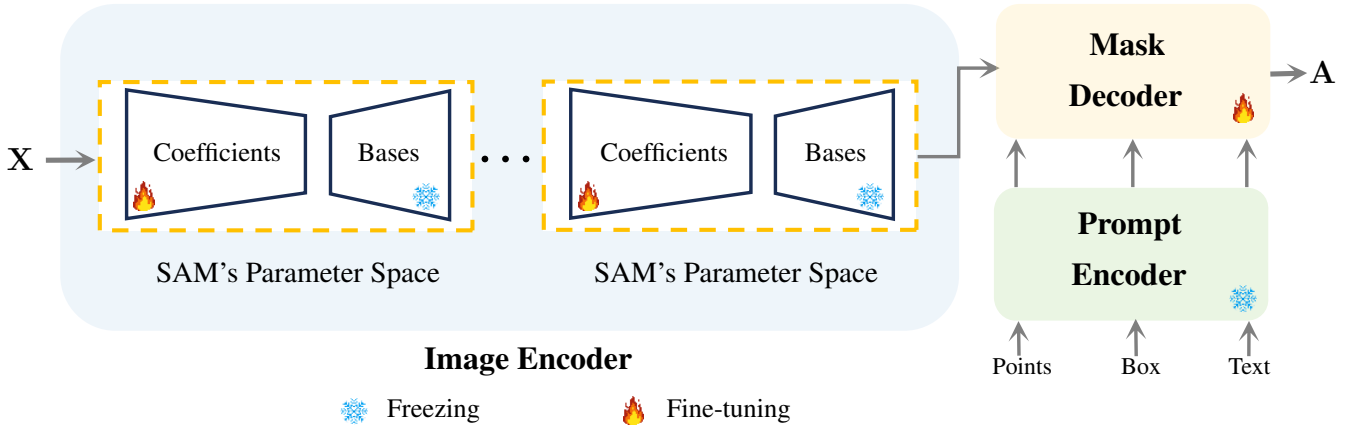 X
Coefficients
Bases
SAM's Parameter Space
...
Coefficients
Bases
SAM's Parameter Space
Image Encoder
Mask
Decoder
A
Prompt
Encoder
Points
Box
Text
Freezing
Fine-tuning